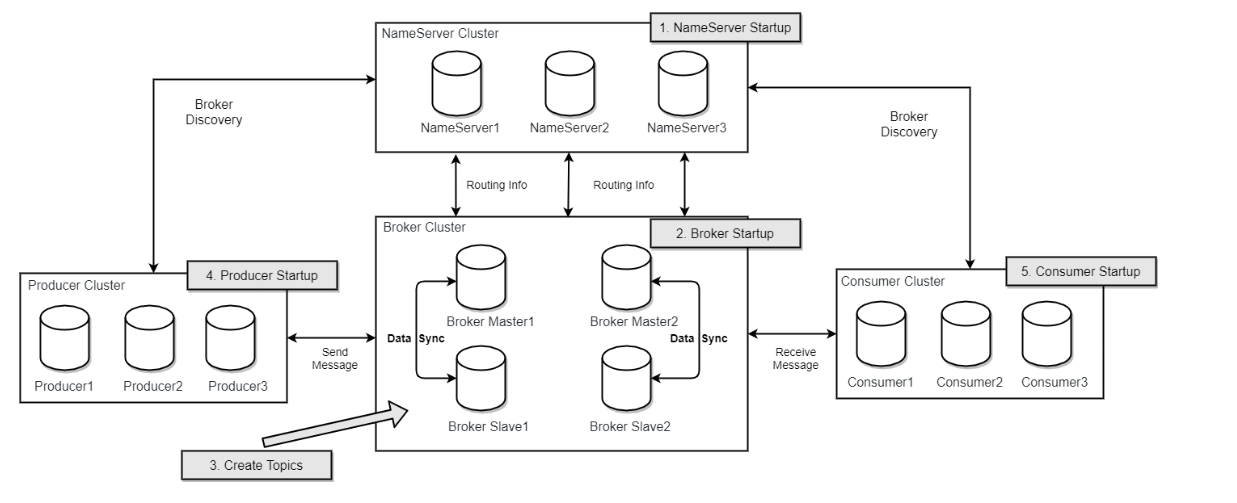 1. NameServer Startup
NameServer Cluster
NameServer1
NameServer2
NameServer3
Broker
Discovery
Broker
Discovery
Routing Info
Routing Info
2. Broker Startup
Broker Cluster
4. Producer Startup
Producer Cluster
Producer1
Producer2
Producer3
Send
Message
Broker Master1
Broker Master2
Data Sync
Data Sync
Broker Slave1
Broker Slave2
Receive
Message
5. Consumer Startup
Consumer Cluster
Consumer1
Consumer2
Consumer3
3. Create Topics